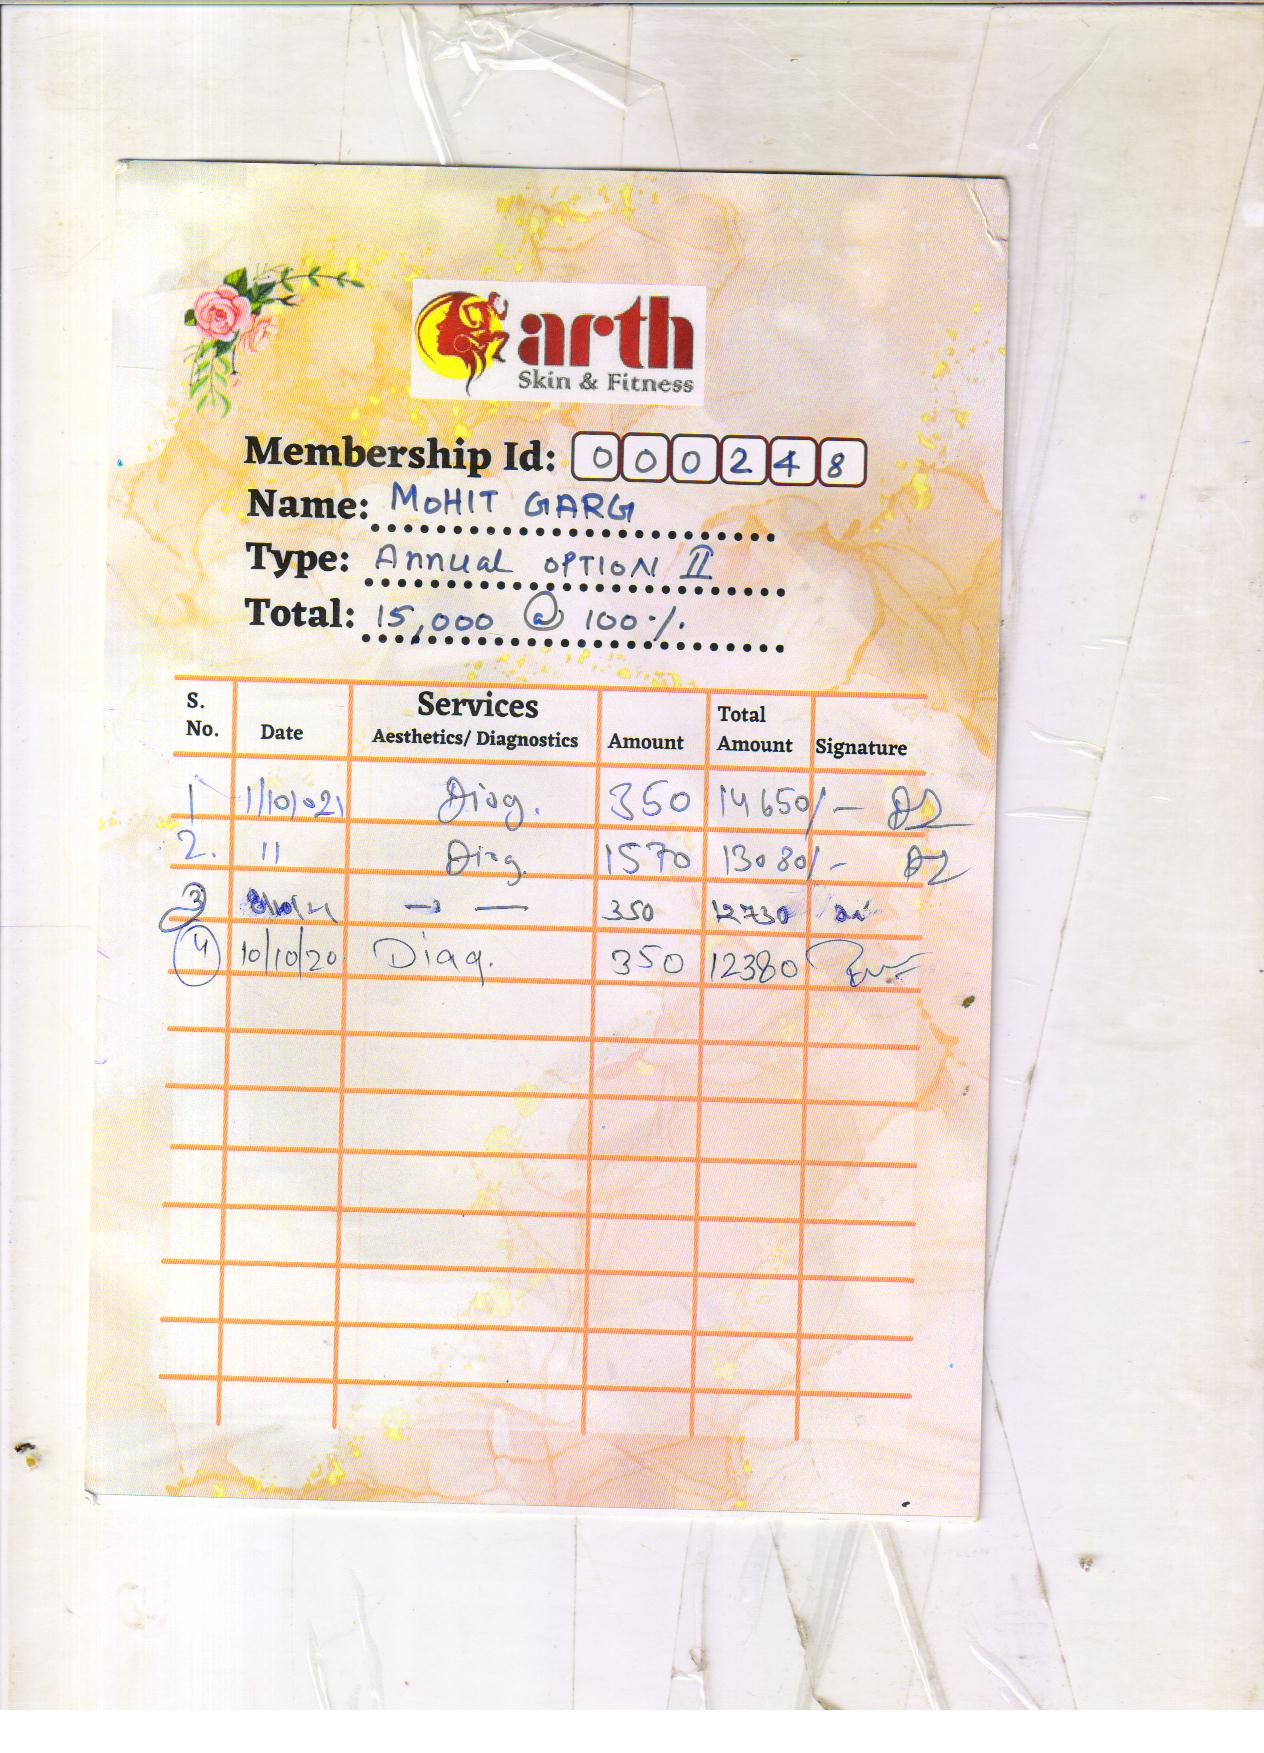 arth
Skin & Fitness
Membership Id: 000248
Name: MOHIT GARG
Type: Annual OPTION II
Total: 15,000 @ 100%
S. No. Date Services Aesthetics/ Diagnostics Amount Total Amount Signature
1 1/10/021 Diag. 350 14650/-
2. 11 Diag. 1570 13080/-
3 350 12730
4 10/10/20 Diag. 350 12380